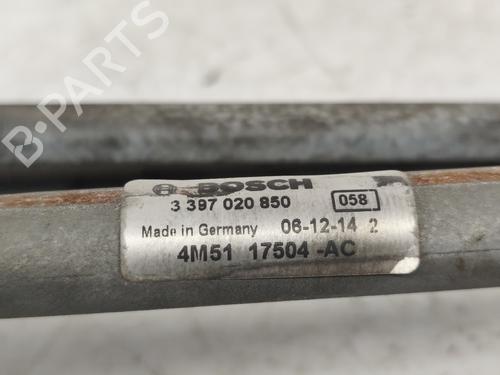 B-PARTS
BOSCH
3 397 020 850 058
Made in Germany 06-12-14 2
4M51 17504-AC